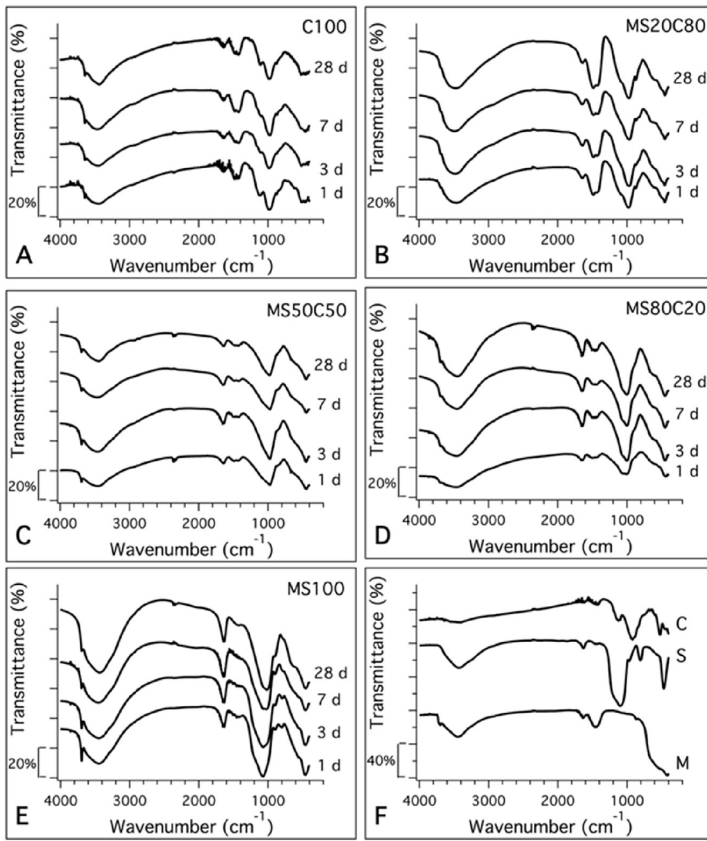 C100
Transmittance (%)
28 d
7 d
3 d
1 d
20%
A
4000 3000 2000 1000
Wavenumber (cm-1)
MS20C80
Transmittance (%)
28 d
7 d
3 d
1 d
20%
B
4000 3000 2000 1000
Wavenumber (cm-1)
MS50C50
Transmittance (%)
28 d
7 d
3 d
1 d
20%
C
4000 3000 2000 1000
Wavenumber (cm-1)
MS80C20
Transmittance (%)
28 d
7 d
3 d
1 d
20%
D
4000 3000 2000 1000
Wavenumber (cm-1)
MS100
Transmittance (%)
28 d
7 d
3 d
1 d
20%
E
4000 3000 2000 1000
Wavenumber (cm-1)
Transmittance (%)
C
S
M
40%
F
4000 3000 2000 1000
Wavenumber (cm-1)